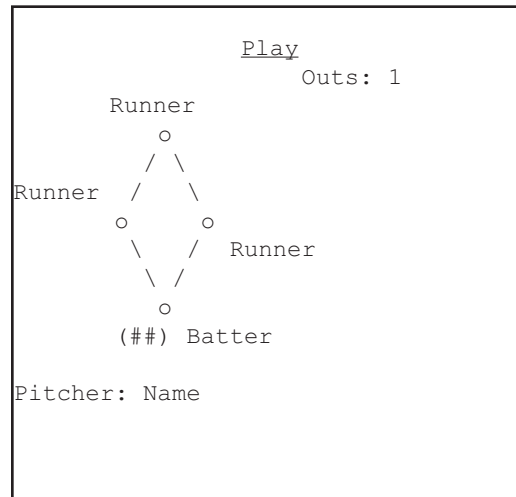 Play
Outs: 1
Runner
o
/ \
Runner / \
o o
\ / Runner
\ /
o
(##) Batter
Pitcher: Name